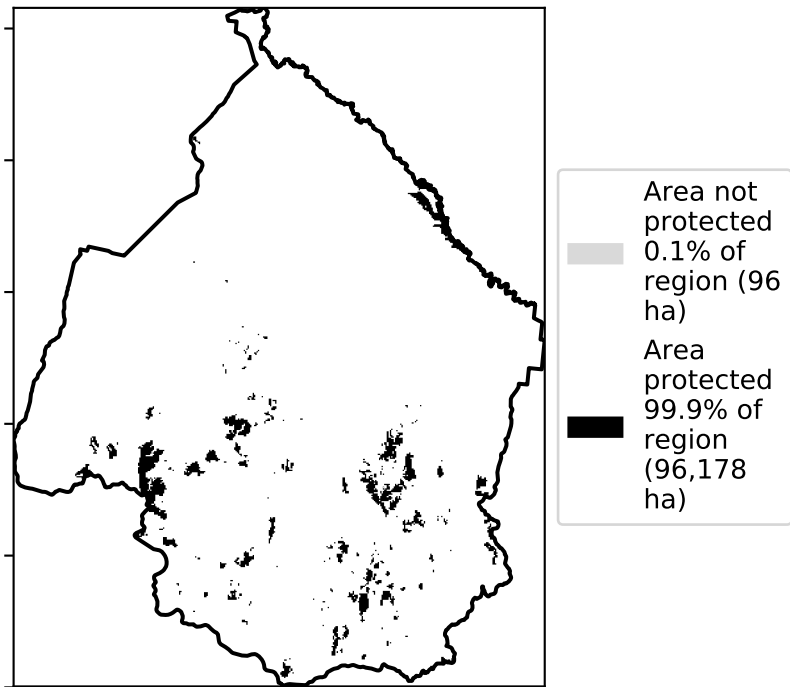 Area not
protected
0.1% of
region (96
ha)
Area
protected
99.9% of
region
(96,178
ha)